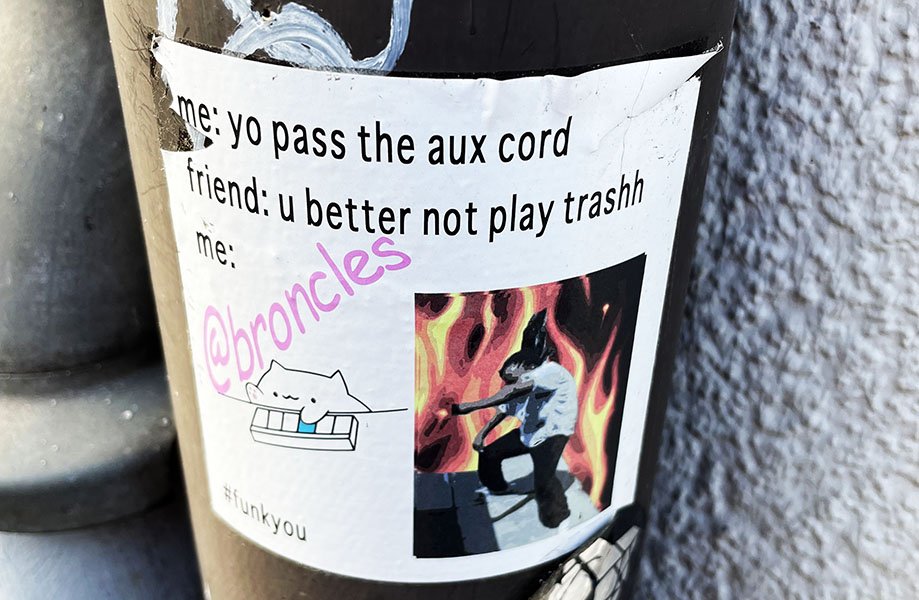 me: yo pass the aux cord
friend: u better not play trashh
me:
@broncles
#funkyou